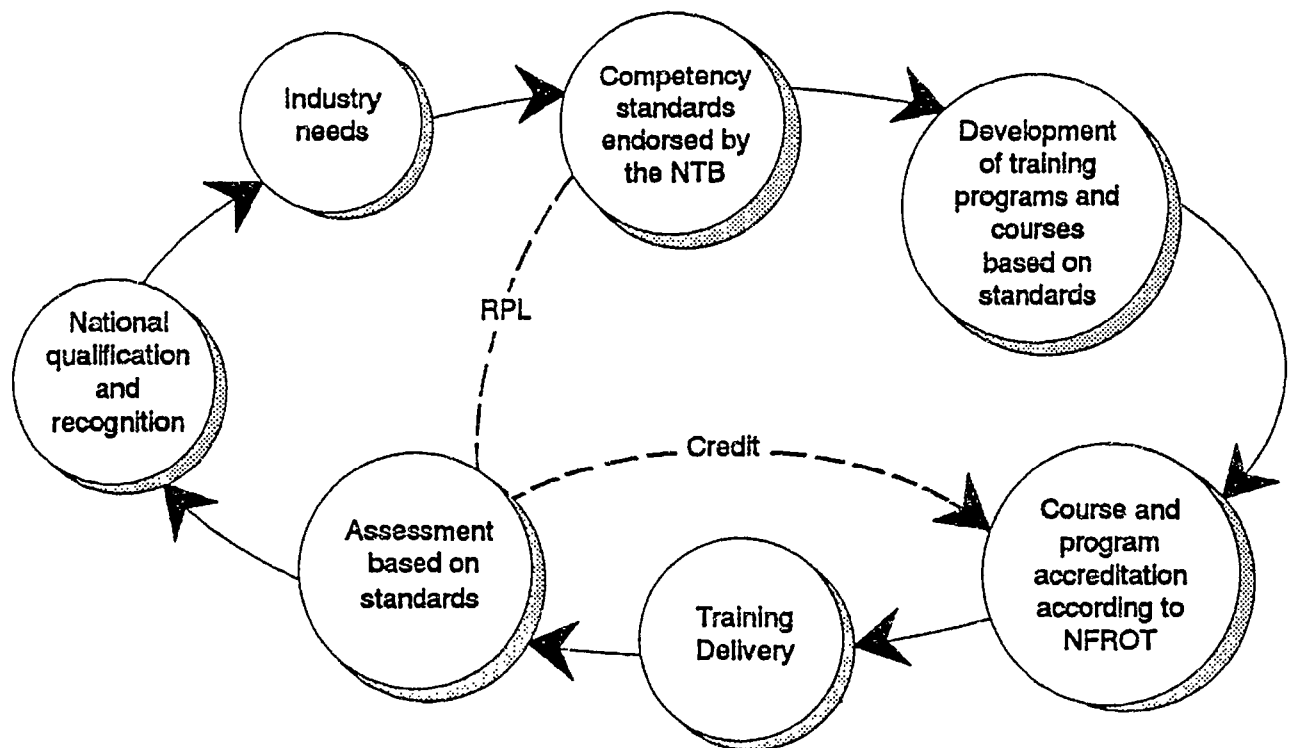 Industry
needs
Competency
standards
endorsed by
the NTB
Development
of training
programs and
courses
based on
standards
RPL
National
qualification
and
recognition
Credit
Assessment
based on
standards
Training
Delivery
Course and
program
accreditation
according to
NFROT